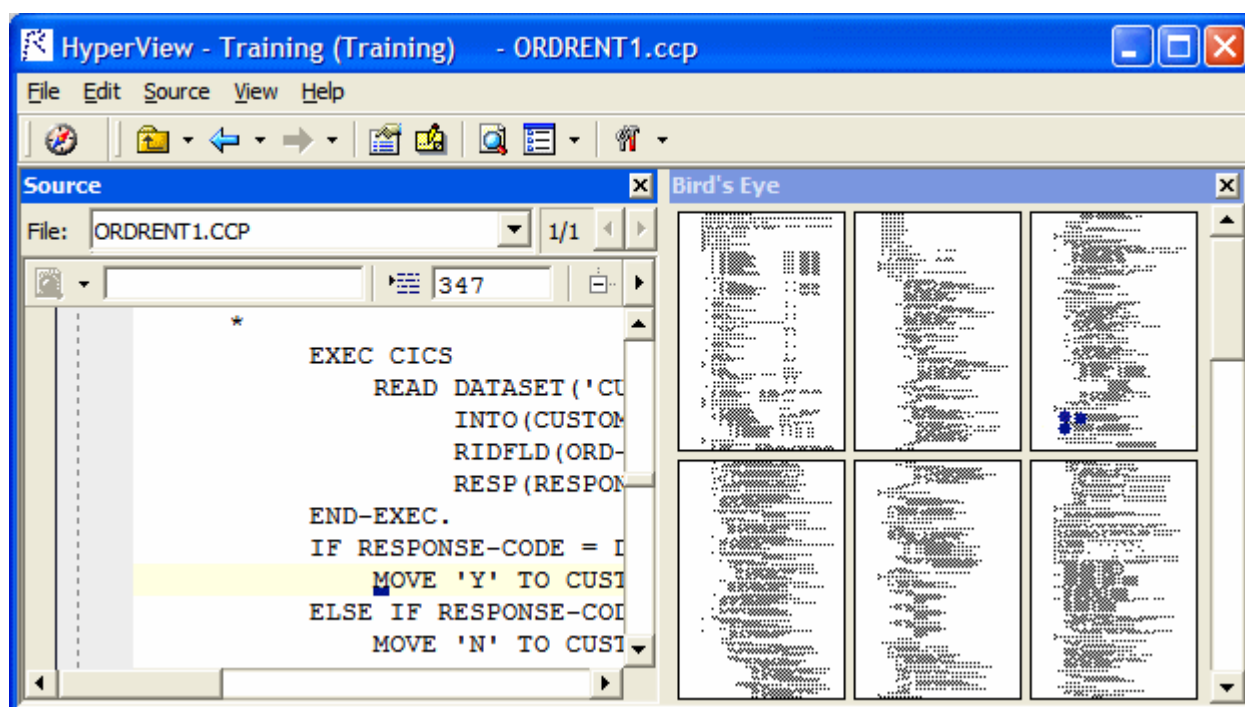 HyperView - Training (Training) - ORDRENT1.ccp
File Edit Source View Help
Source
Bird's Eye
File: ORDRENT1.CCP 1/1
347
*
EXEC CICS
READ DATASET('CU
INTO(CUSTOM
RIDFLD(ORD-
RESP(RESPON
END-EXEC.
IF RESPONSE-CODE = D
MOVE 'Y' TO CUST
ELSE IF RESPONSE-COD
MOVE 'N' TO CUST